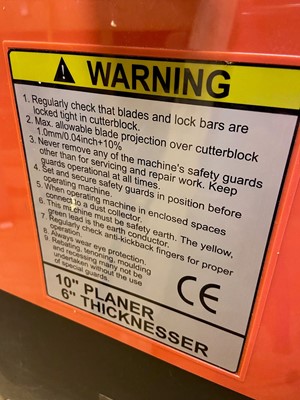 WARNING
1. Regularly check that blades and lock bars are
locked tight in cutterblock.
2. Max. allowable blade projection over cutterblock
1.0mm/0.04inch+10%
3. Never remove any of the machine's safety guards
other than for servicing and repair work. Keep
guards operational at all times.
4. Set and secure safety guards in position before
operating machine.
5. When operating machine in enclosed spaces
connect to a dust collector.
6. This machine must be safety earth. The yellow,
green lead is the earth conductor.
7. Regularly check anti-kickback fingers for proper
operation.
8. Always wear eye protection.
9. Rebating, tenoning, moulding
and recessing marly not be
undertaken without the use
of special guards.
CE
10" PLANER
6" THICKNESSER